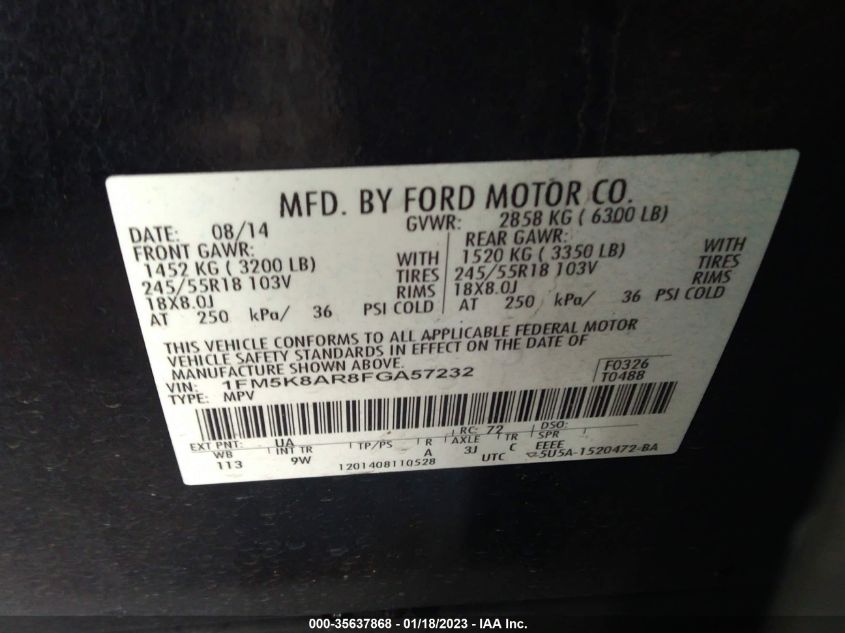 MFD. BY FORD MOTOR CO.
DATE: 08/14 GVWR: 2858 KG ( 6300 LB)
FRONT GAWR: REAR GAWR:
1452 KG ( 3200 LB) WITH 1520 KG ( 3350 LB) WITH
245/55R18 103V TIRES 245/55R18 103V TIRES
18X8.0J RIMS 18X8.0J RIMS
AT 250 kPa/ 36 PSI COLD AT 250 kPa/ 36 PSI COLD
THIS VEHICLE CONFORMS TO ALL APPLICABLE FEDERAL MOTOR
VEHICLE SAFETY STANDARDS IN EFFECT ON THE DATE OF
MANUFACTURE SHOWN ABOVE.
VIN: 1FM5K8AR8FGA57232 F0326
TYPE: MPV T0488
EXT PNT: UA RC: 72 DSO:
WB INT TR TP/PS R AXLE TR SPR EEEE
113 9W A 3J C
1201408110528 UTC 5U5A-1520472-BA
000-35637868 — 01/18/2023 — IAA Inc.